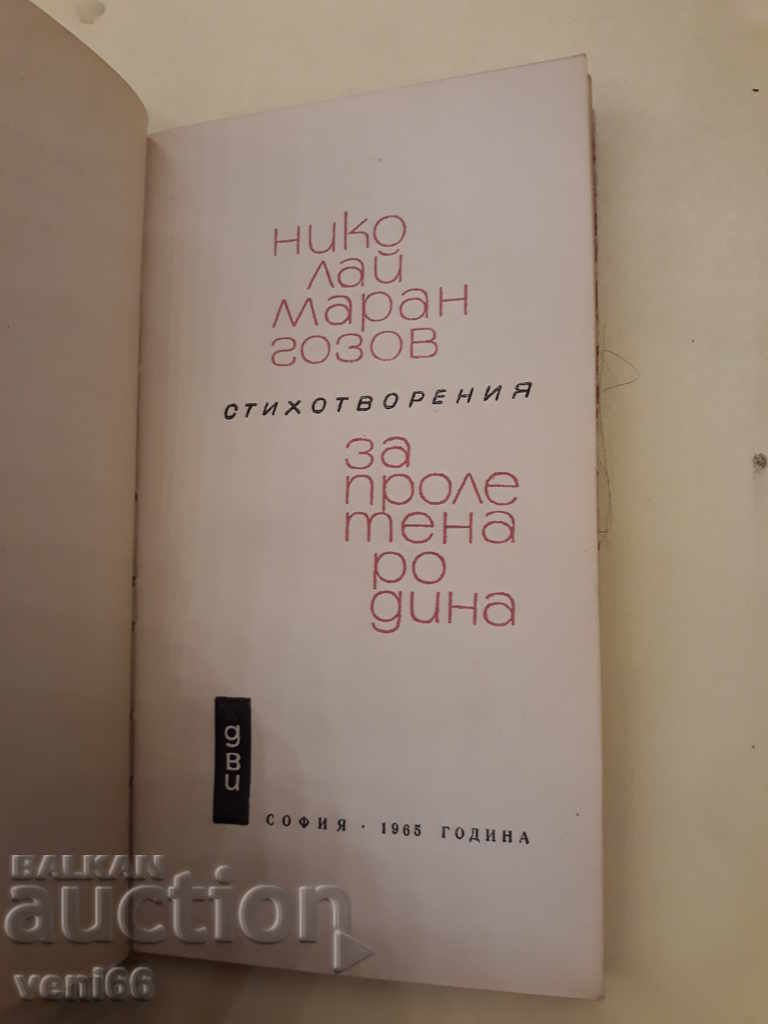 нико
лай
маран
гозов
СТИХОТВОРЕНИЯ
за
проле
тена
ро
дина
дви
СОФИЯ · 1965 ГОДИНА
BALKAN
auction
veni66